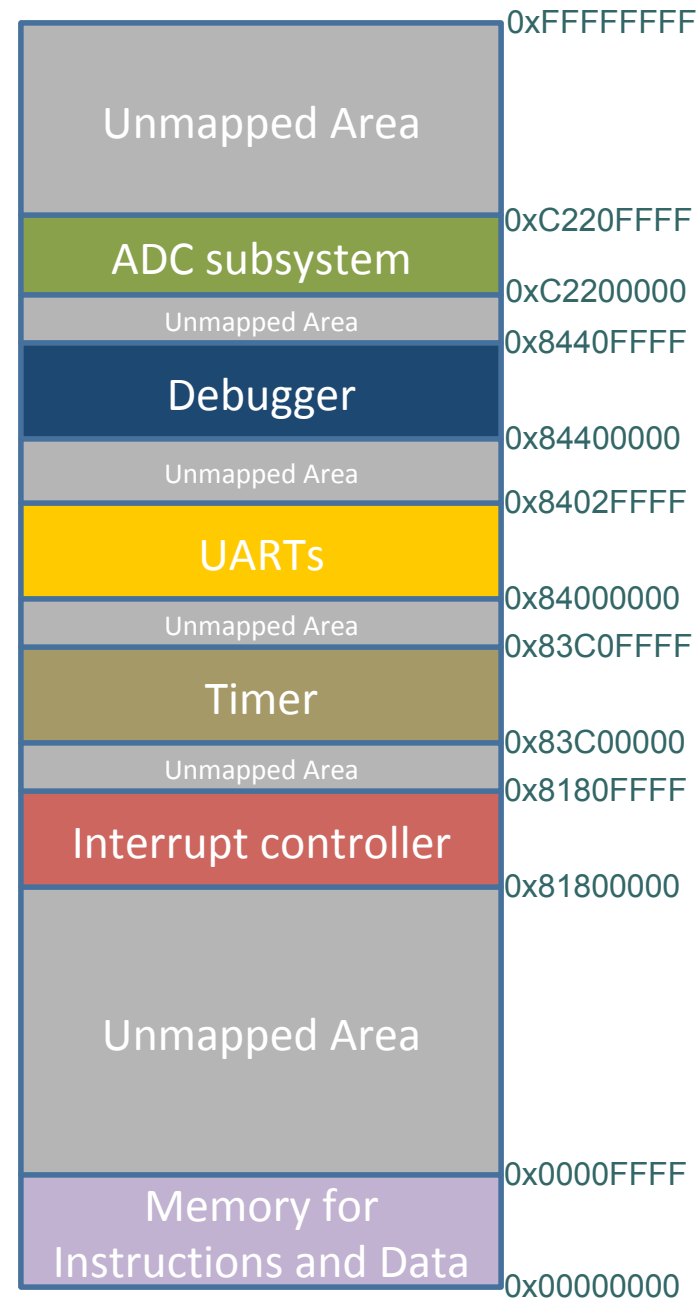 0xFFFFFFFF
Unmapped Area
0xC220FFFF
ADC subsystem
0xC2200000
Unmapped Area
0x8440FFFF
Debugger
0x84400000
Unmapped Area
0x8402FFFF
UARTs
0x84000000
Unmapped Area
0x83C0FFFF
Timer
0x83C00000
Unmapped Area
0x8180FFFF
Interrupt controller
0x81800000
Unmapped Area
0x0000FFFF
Memory for
Instructions and Data
0x00000000